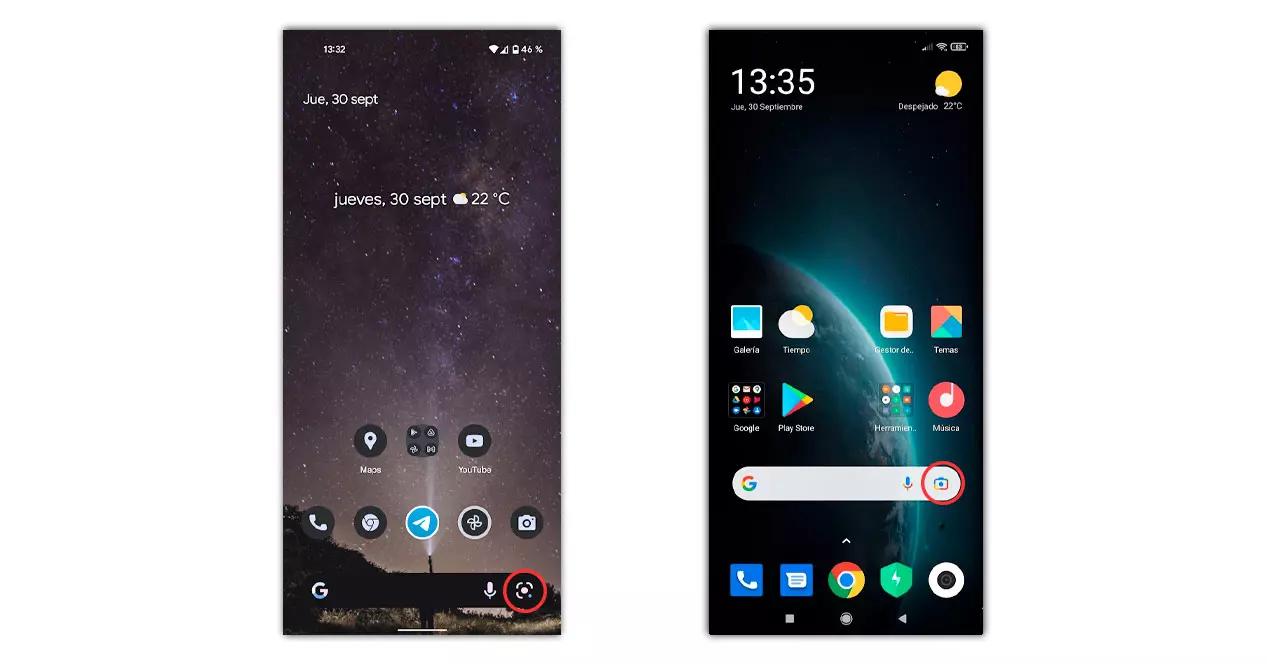 13:32
46 %
Jue, 30 sept
jueves, 30 sept 22 °C
Maps
YouTube
13:35
Jue, 30 Septiembre
Despejado 22°C
Galería
Tiempo
Gestor de..
Temas
Google
Play Store
Herramien..
Música